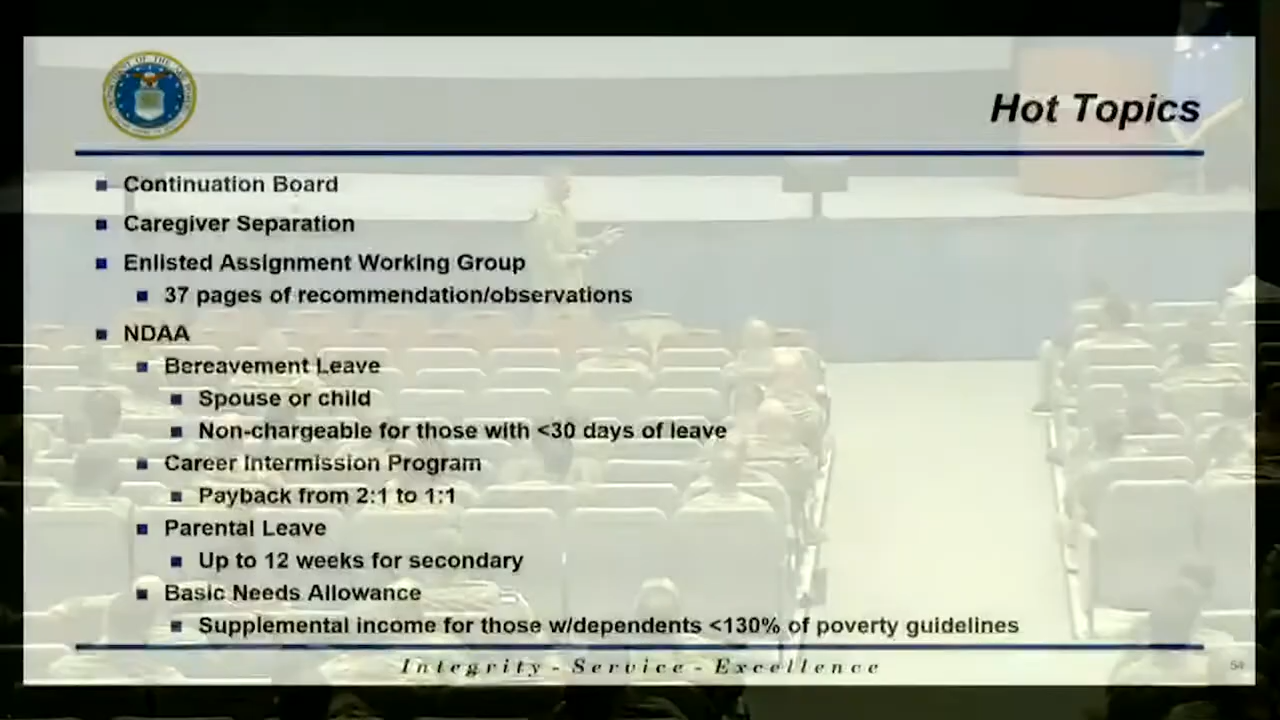 Hot Topics
Continuation Board
Caregiver Separation
Enlisted Assignment Working Group
37 pages of recommendation/observations
NDAA
Bereavement Leave
Spouse or child
Non-chargeable for those with <30 days of leave
Career Intermission Program
Payback from 2:1 to 1:1
Parental Leave
Up to 12 weeks for secondary
Basic Needs Allowance
Supplemental income for those w/dependents <130% of poverty guidelines
Integrity - Service - Excellence